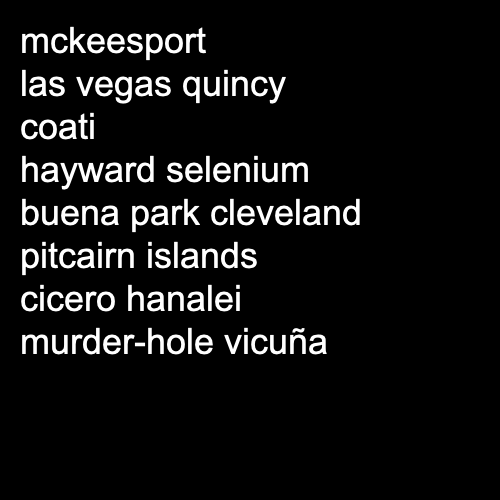 mckeesport
las vegas quincy
coati
hayward selenium
buena park cleveland
pitcairn islands
cicero hanalei
murder-hole vicuña